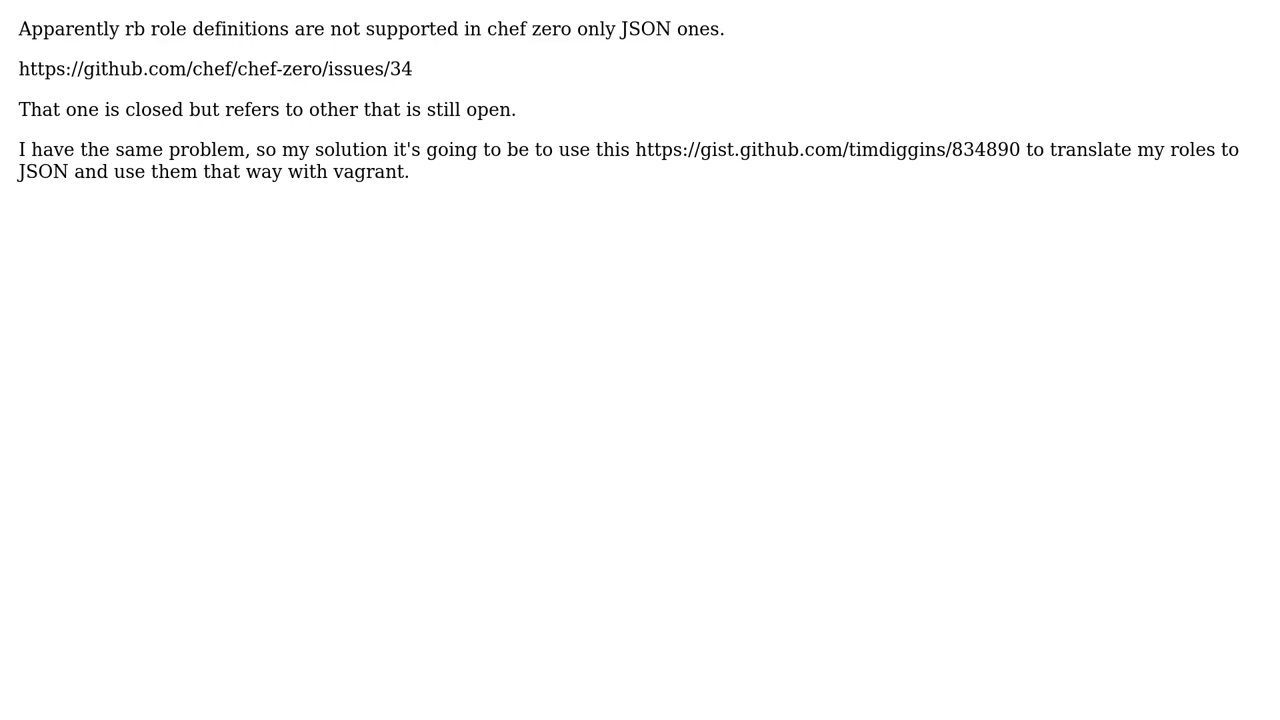 Apparently rb role definitions are not supported in chef zero only JSON ones.
https://github.com/chef/chef-zero/issues/34
That one is closed but refers to other that is still open.
I have the same problem, so my solution it's going to be to use this https://gist.github.com/timdiggins/834890 to translate my roles to
JSON and use them that way with vagrant.